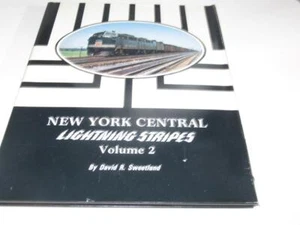 NEW YORK CENTRAL
LIGHTNING STRIPES
Volume 2
By David R. Sweetland